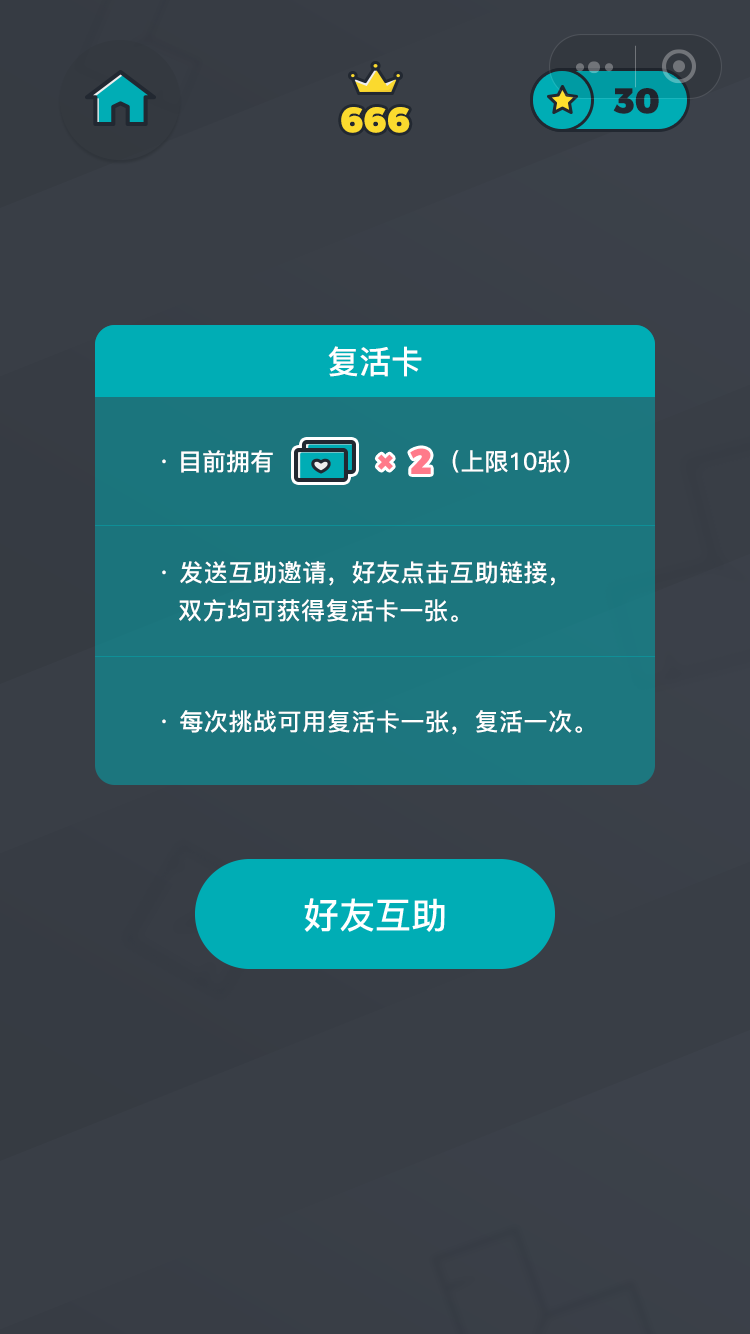 666
30
复活卡
· 目前拥有 × 2（上限10张）
· 发送互助邀请，好友点击互助链接，
双方均可获得复活卡一张。
· 每次挑战可用复活卡一张，复活一次。
好友互助